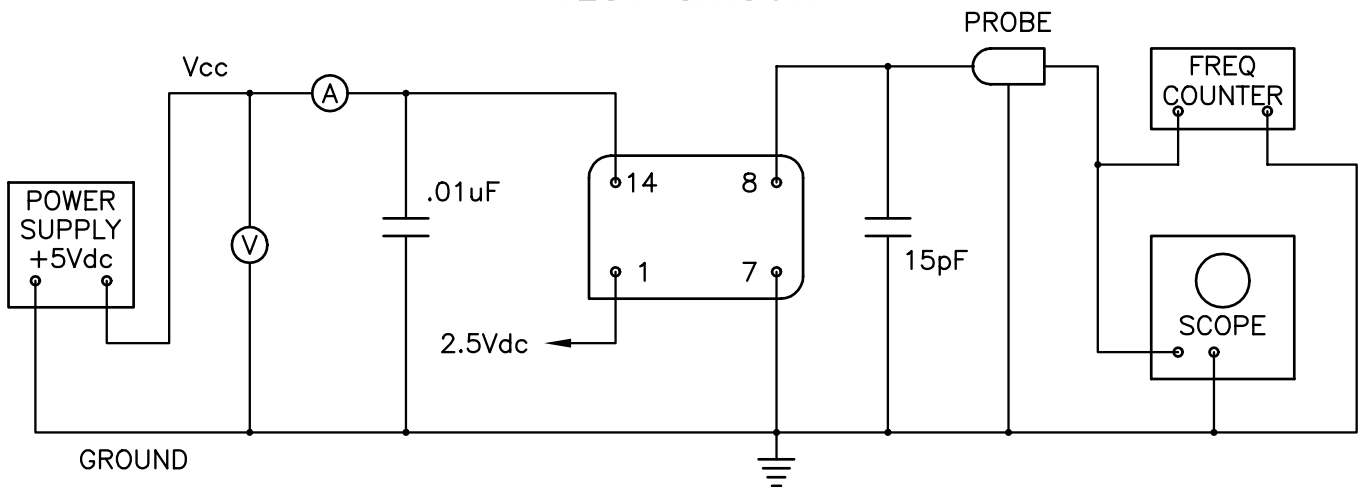 PROBE
Vcc
FREQ
COUNTER
A
POWER
SUPPLY
+5Vdc
.01uF
14
8
V
1
7
15pF
SCOPE
2.5Vdc
GROUND